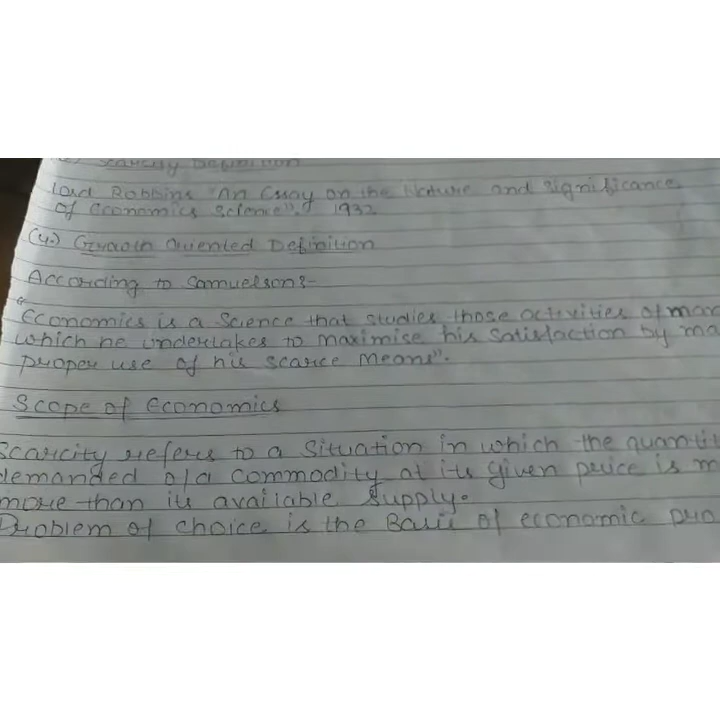 Scarcity Definition
Lord Robbins "An Essay on the Nature and Significance
of Economics Science". 1932
(4.) Growth Oriented Definition
According to Samuelson:-
"Economics is a Science that studies those activities of man
which he undertakes to maximise his satisfaction by
proper use of his scarce means".
Scope of Economics
Scarcity refers to a Situation in which the
demanded of a commodity at its given price is
more than its available supply.
Problem of choice is the Basis of economic